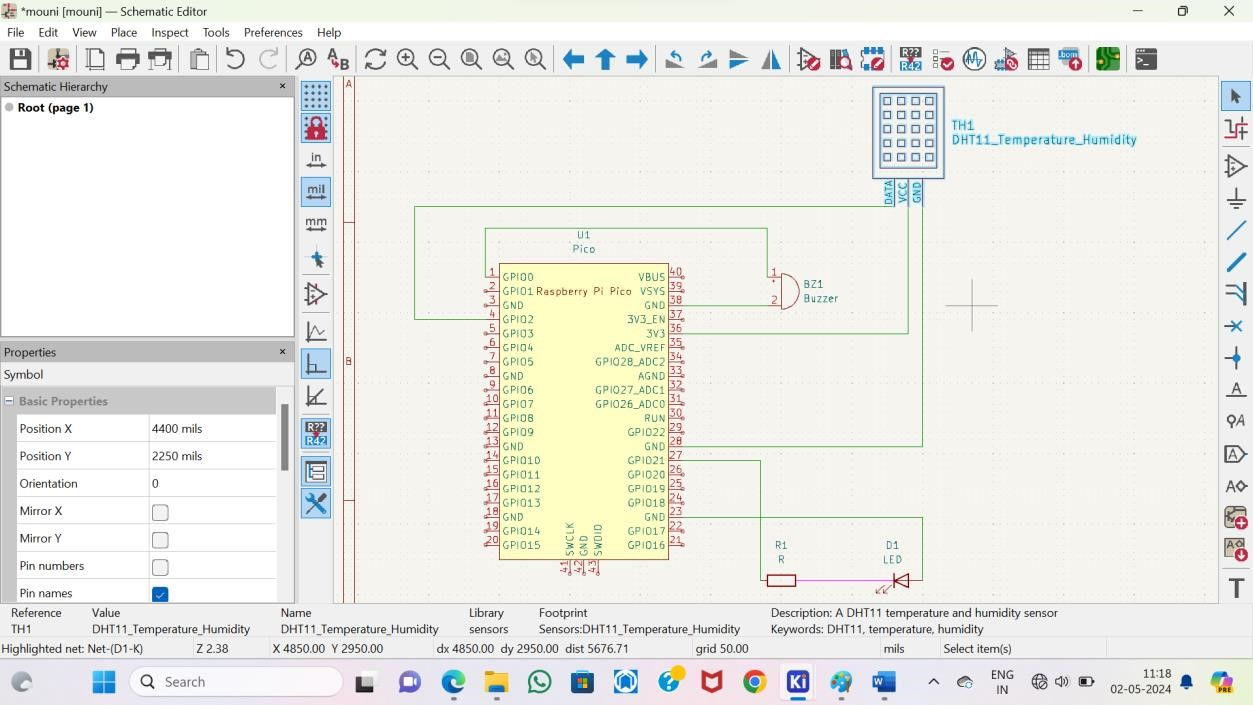 *mouni [mouni] — Schematic Editor
File Edit View Place Inspect Tools Preferences Help
Schematic Hierarchy
Root (page 1)
Properties
Symbol
Basic Properties
Position X 4400 mils
Position Y 2250 mils
Orientation 0
Mirror X
Mirror Y
Pin numbers
Pin names
in
mil
mm
R??
R42
A
B
TH1
DHT11_Temperature_Humidity
DATA
VCC
GND
U1
Pico
Raspberry Pi Pico
1 GPIO0
2 GPIO1
3 GND
4 GPIO2
5 GPIO3
6 GPIO4
7 GPIO5
8 GND
9 GPIO6
10 GPIO7
11 GPIO8
12 GPIO9
13 GND
14 GPIO10
15 GPIO11
16 GPIO12
17 GPIO13
18 GND
19 GPIO14
20 GPIO15
VBUS 40
VSYS 39
GND 38
3V3_EN 37
3V3 36
ADC_VREF 35
GPIO28_ADC2 34
AGND 33
GPIO27_ADC1 32
GPIO26_ADC0 31
RUN 30
GPIO22 29
GND 28
GPIO21 27
GPIO20 26
GPIO19 25
GPIO18 24
GND 23
GPIO17 22
GPIO16 21
SWCLK 41
GND 42
SWDIO 43
1
2
BZ1
Buzzer
R1
R
D1
LED
Reference Value Name Library Footprint Description: A DHT11 temperature and humidity sensor
TH1 DHT11_Temperature_Humidity DHT11_Temperature_Humidity sensors Sensors:DHT11_Temperature_Humidity Keywords: DHT11, temperature, humidity
Highlighted net: Net-(D1-K) Z 2.38 X 4850.00 Y 2950.00 dx 4850.00 dy 2950.00 dist 5676.71 grid 50.00 mils Select item(s)
Search
ENG
IN
11:18
02-05-2024
PRE